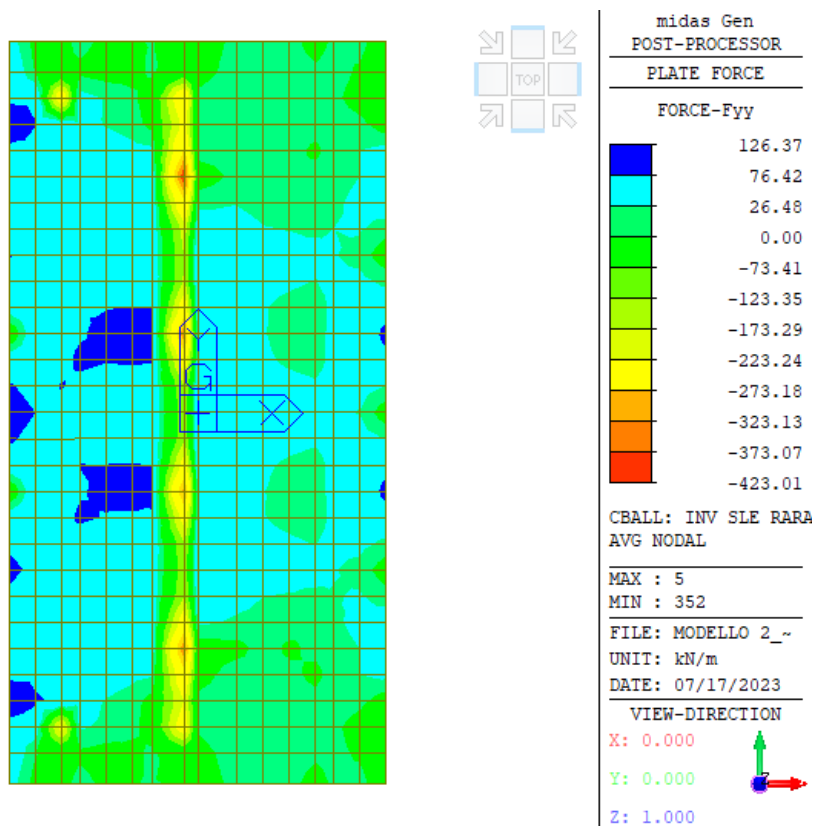 midas Gen
POST-PROCESSOR
PLATE FORCE
FORCE-Fyy
126.37
76.42
26.48
0.00
-73.41
-123.35
-173.29
-223.24
-273.18
-323.13
-373.07
-423.01
CBALL: INV SLE RARA
AVG NODAL
MAX : 5
MIN : 352
FILE: MODELLO 2_~
UNIT: kN/m
DATE: 07/17/2023
VIEW-DIRECTION
X: 0.000
Y: 0.000
Z: 1.000
Z
TOP
Y
G
X